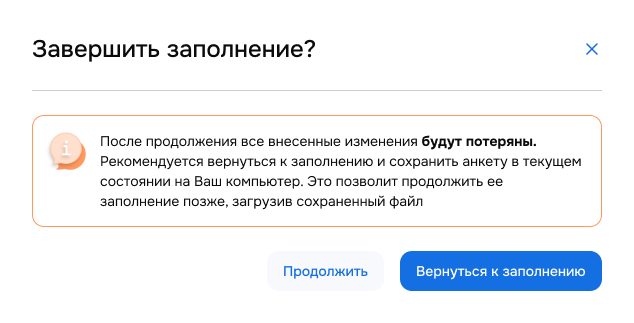 Завершить заполнение?
После продолжения все внесенные изменения будут потеряны.
Рекомендуется вернуться к заполнению и сохранить анкету в текущем
состоянии на Ваш компьютер. Это позволит продолжить ее
заполнение позже, загрузив сохраненный файл
Продолжить
Вернуться к заполнению